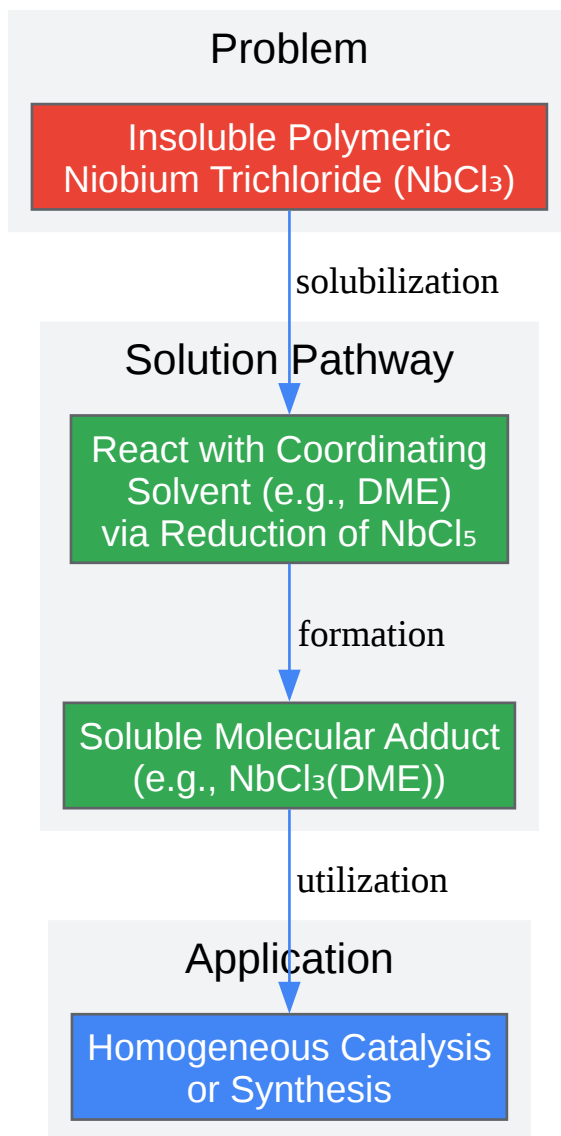 Problem
Insoluble Polymeric
Niobium Trichloride (NbCl₃)
solubilization
Solution Pathway
React with Coordinating
Solvent (e.g., DME)
via Reduction of NbCl₅
formation
Soluble Molecular Adduct
(e.g., NbCl₃(DME))
utilization
Application
Homogeneous Catalysis
or Synthesis